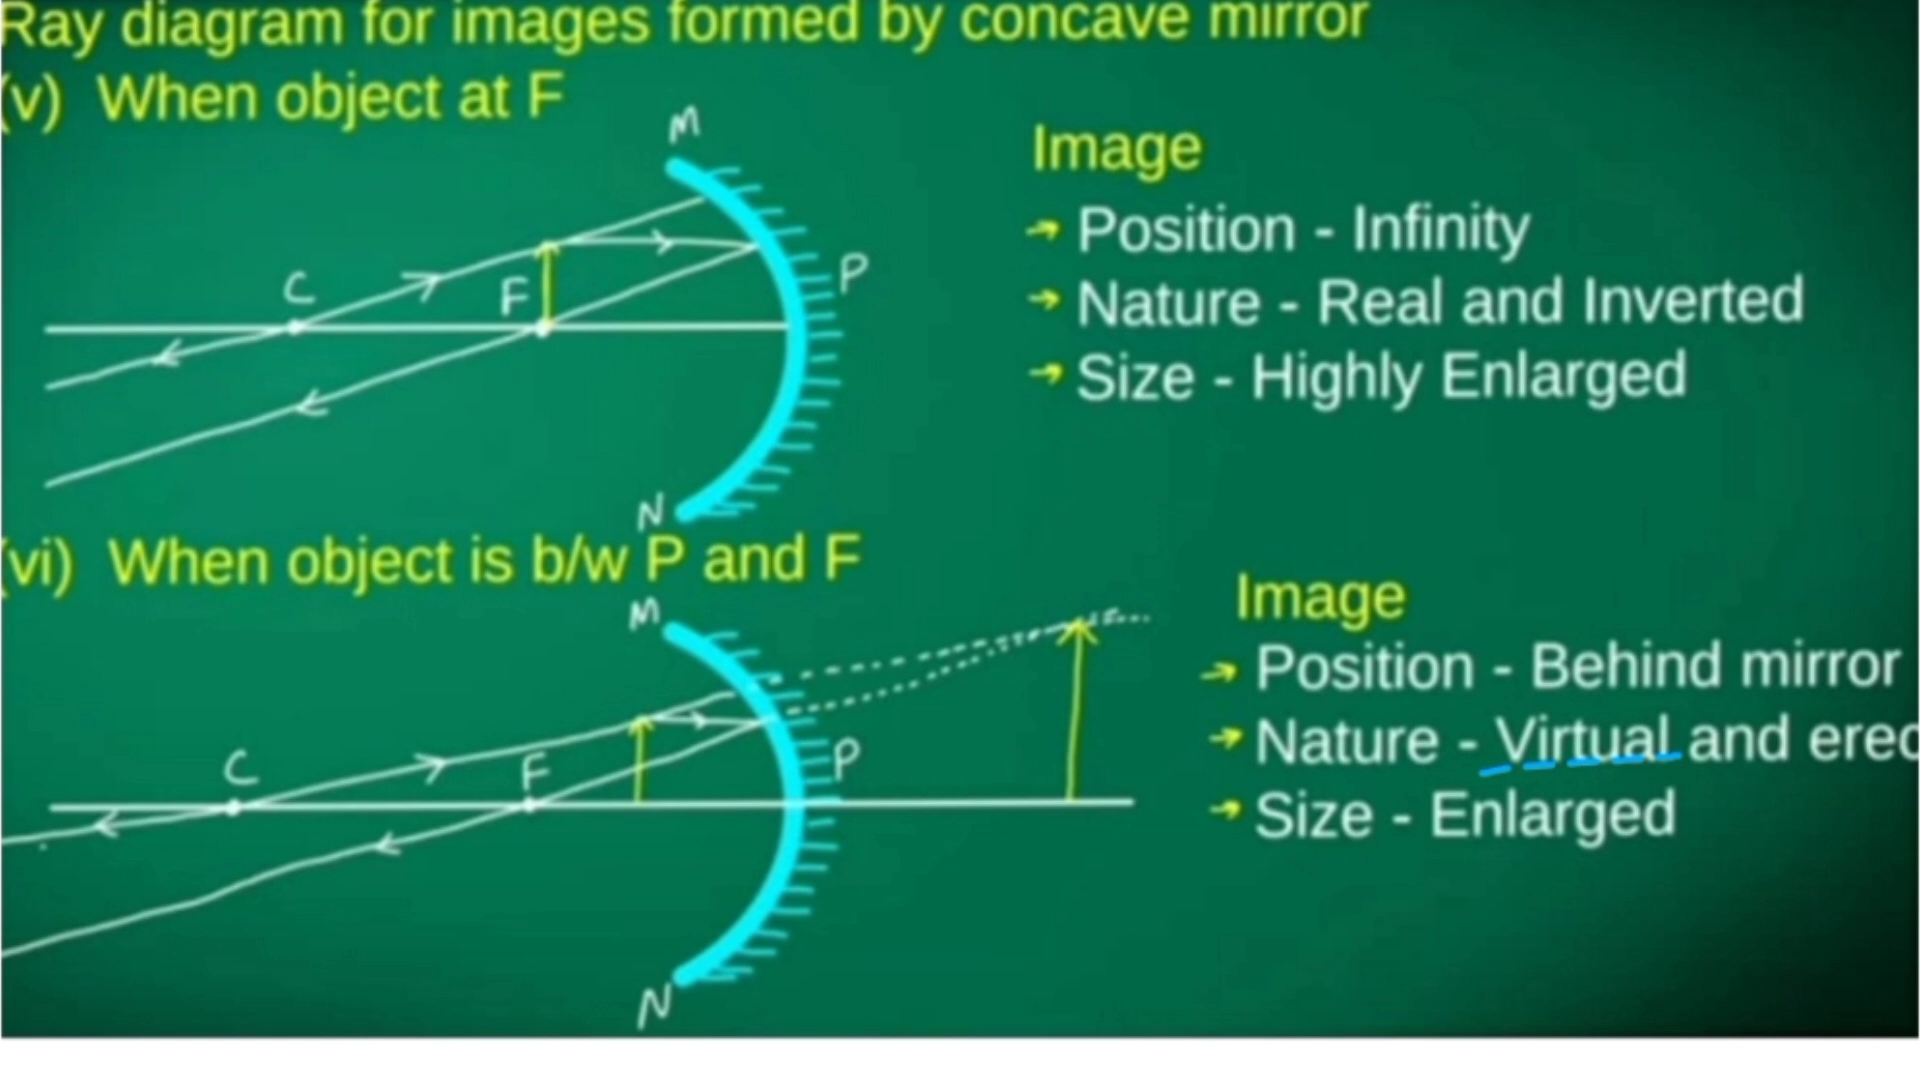 Ray diagram for images formed by concave mirror
(v) When object at F
M
C
F
P
N
Image
Position - Infinity
Nature - Real and Inverted
Size - Highly Enlarged
(vi) When object is b/w P and F
M
C
F
P
N
Image
Position - Behind mirror
Nature - Virtual and erec
Size - Enlarged